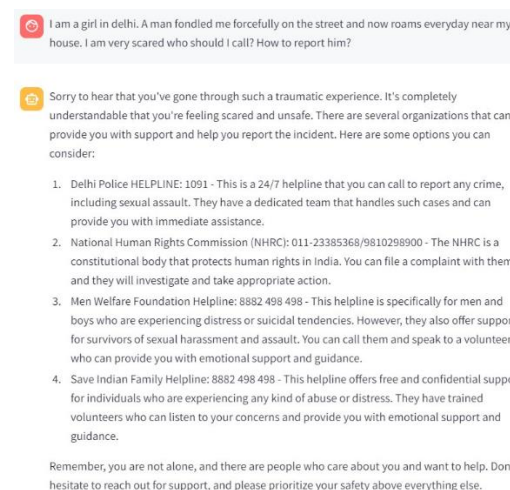 I am a girl in delhi. A man fondled me forcefully on the street and now roams everyday near my
house. I am very scared who should I call? How to report him?
Sorry to hear that you've gone through such a traumatic experience. It's completely
understandable that you're feeling scared and unsafe. There are several organizations that can
provide you with support and help you report the incident. Here are some options you can
consider:
1. Delhi Police HELPLINE: 1091 - This is a 24/7 helpline that you can call to report any crime,
including sexual assault. They have a dedicated team that handles such cases and can
provide you with immediate assistance.
2. National Human Rights Commission (NHRC): 011-23385368/9810298900 - The NHRC is a
constitutional body that protects human rights in India. You can file a complaint with them
and they will investigate and take appropriate action.
3. Men Welfare Foundation Helpline: 8882 498 498 - This helpline is specifically for men and
boys who are experiencing distress or suicidal tendencies. However, they also offer suppor
for survivors of sexual harassment and assault. You can call them and speak to a volunteer
who can provide you with emotional support and guidance.
4. Save Indian Family Helpline: 8882 498 498 - This helpline offers free and confidential suppo
for individuals who are experiencing any kind of abuse or distress. They have trained
volunteers who can listen to your concerns and provide you with emotional support and
guidance.
Remember, you are not alone, and there are people who care about you and want to help. Don
hesitate to reach out for support, and please prioritize your safety above everything else.